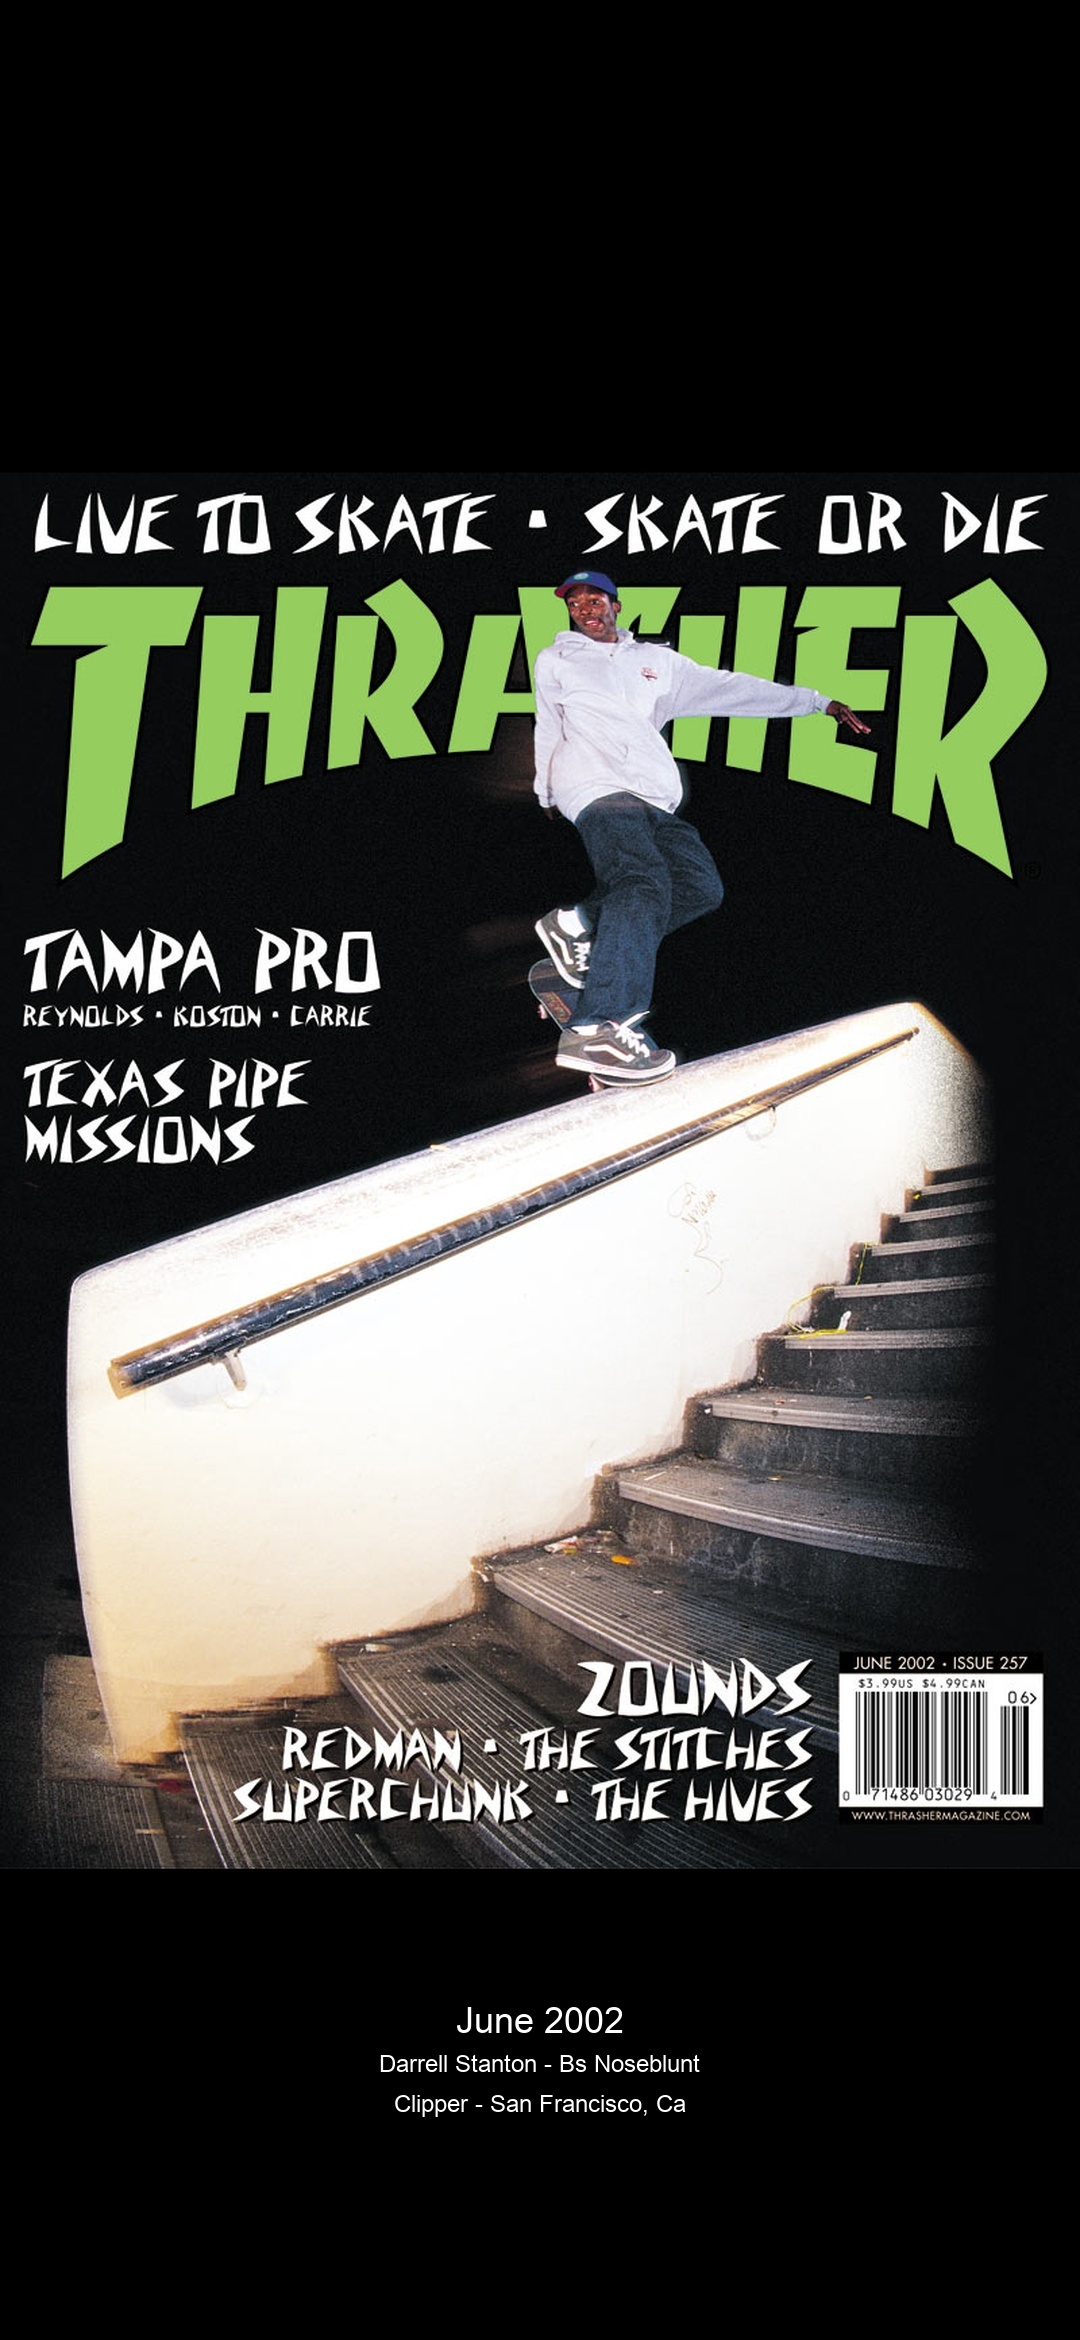 LIVE TO SKATE · SKATE OR DIE
THRASHER
®
TAMPA PRO
REYNOLDS · KOSTON · CARRIE
TEXAS PIPE
MISSIONS
ZOUNDS
REDMAN · THE STITCHES
SUPERCHUNK · THE HIVES
JUNE 2002 · ISSUE 257
$3.99US $4.99CAN
06>
0 71486 03029 4
WWW.THRASHERMAGAZINE.COM
June 2002
Darrell Stanton - Bs Noseblunt
Clipper - San Francisco, Ca